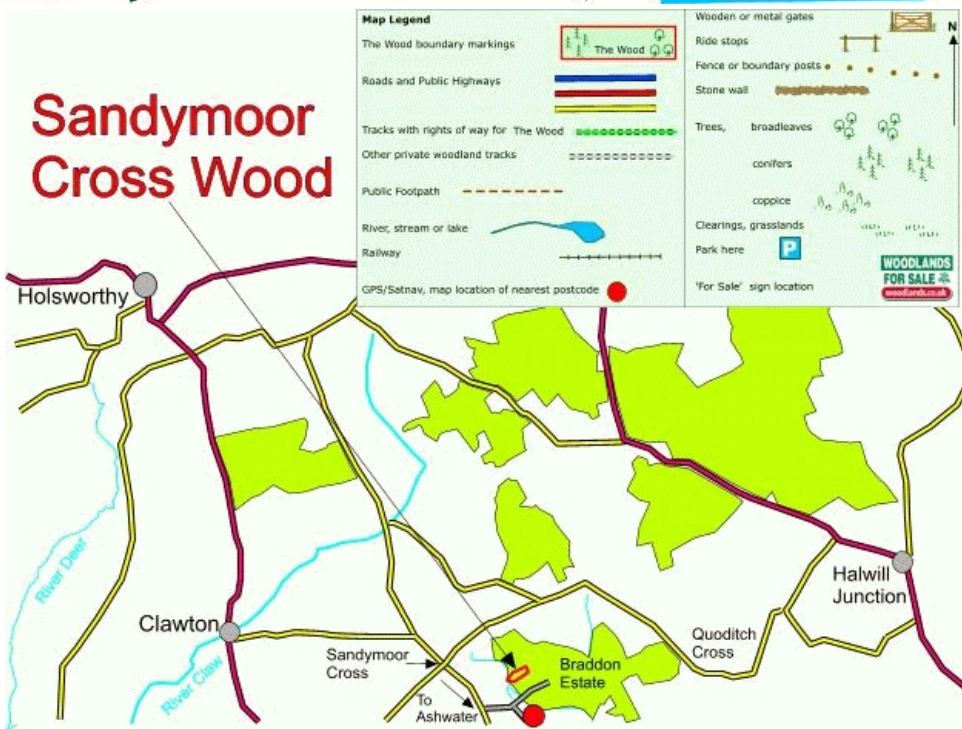 Map Legend
The Wood boundary markings
The Wood
Roads and Public Highways
Tracks with rights of way for The Wood
Other private woodland tracks
Public Footpath
River, stream or lake
Railway
GPS/Satnav, map location of nearest postcode
Wooden or metal gates
N
Ride stops
Fence or boundary posts
Stone wall
Trees, broadleaves
conifers
coppice
Clearings, grasslands
Park here
P
'For Sale' sign location
WOODLANDS
FOR SALE
woodlands.co.uk
Sandymoor
Cross Wood
Holsworthy
River Deer
Clawton
River Claw
Sandymoor
Cross
To
Ashwater
Braddon
Estate
Quoditch
Cross
Halwill
Junction